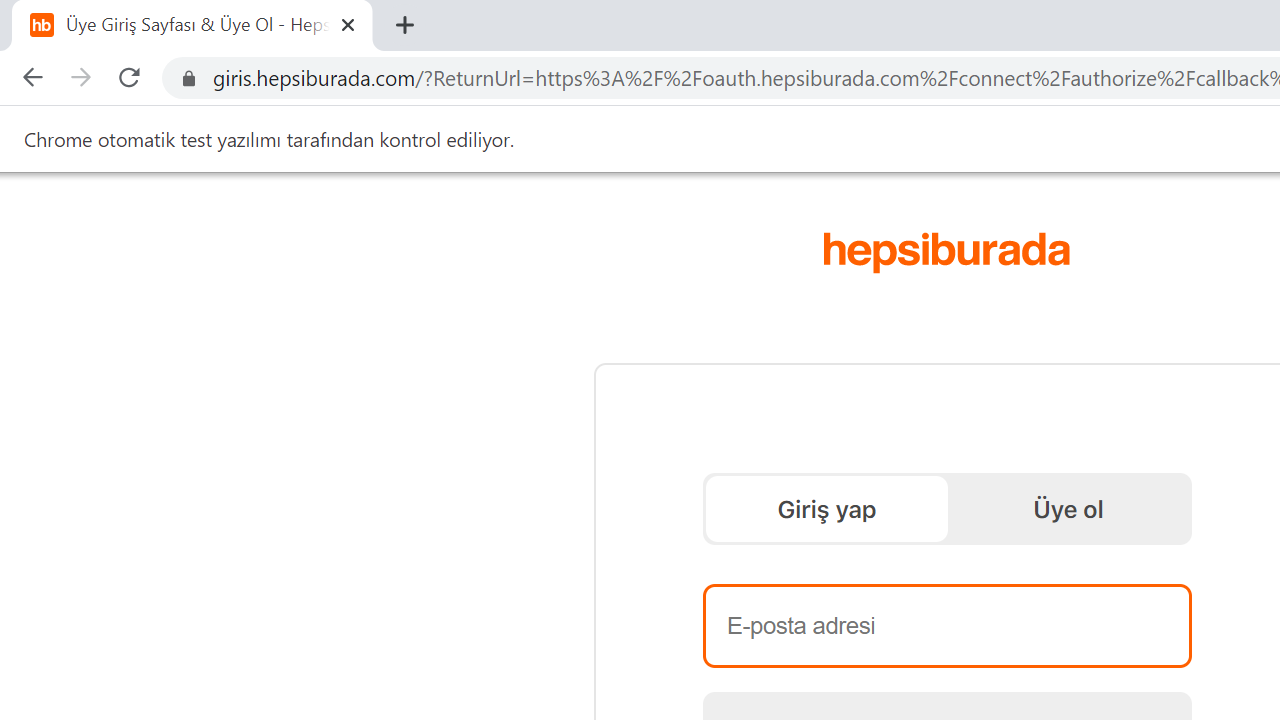 hb Üye Giriş Sayfası & Üye Ol - Heps
giris.hepsiburada.com/?ReturnUrl=https%3A%2F%2Foauth.hepsiburada.com%2Fconnect%2Fauthorize%2Fcallback%
Chrome otomatik test yazılımı tarafından kontrol ediliyor.
hepsiburada
Giriş yap Üye ol
E-posta adresi